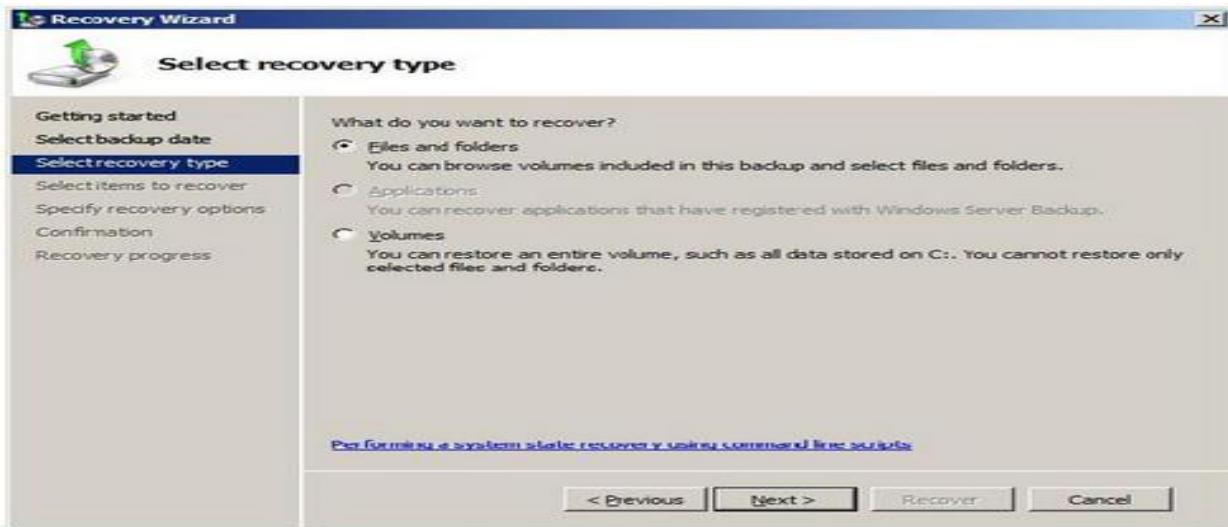 Recovery Wizard
Select recovery type
Getting started
Select backup date
Select recovery type
Select items to recover
Specify recovery options
Confirmation
Recovery progress
What do you want to recover?
Files and folders
You can browse volumes included in this backup and select files and folders.
Applications
You can recover applications that have registered with Windows Server Backup.
Volumes
You can restore an entire volume, such as all data stored on C:. You cannot restore only
selected files and folders.
Performing a system state recovery using command line scripts
< Previous
Next >
Recover
Cancel